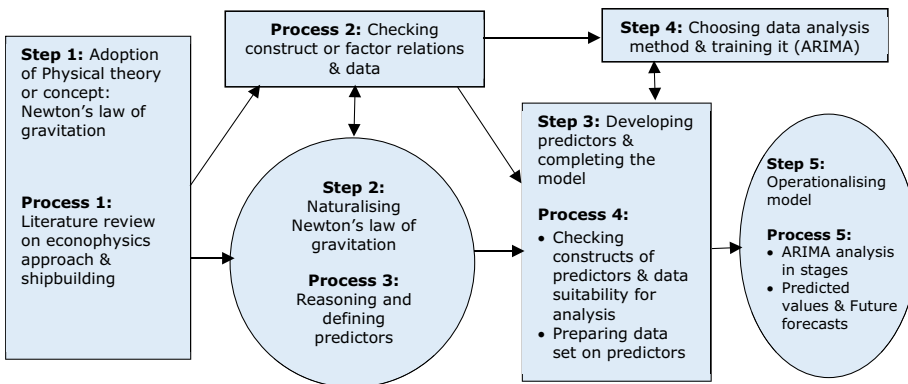 Step 1: Adoption
of Physical theory
or concept:
Newton's law of
gravitation
Process 1:
Literature review
on econophysics
approach &
shipbuilding
Process 2: Checking
construct or factor relations
& data
Step 2:
Naturalising
Newton's law of
gravitation
Process 3:
Reasoning and
defining
predictors
Step 4: Choosing data analysis
method & training it (ARIMA)
Step 3: Developing
predictors &
completing the
model
Process 4:
• Checking
constructs of
predictors & data
suitability for
analysis
• Preparing data
set on predictors
Step 5:
Operationalising
model
Process 5:
• ARIMA analysis
in stages
• Predicted
values & Future
forecasts